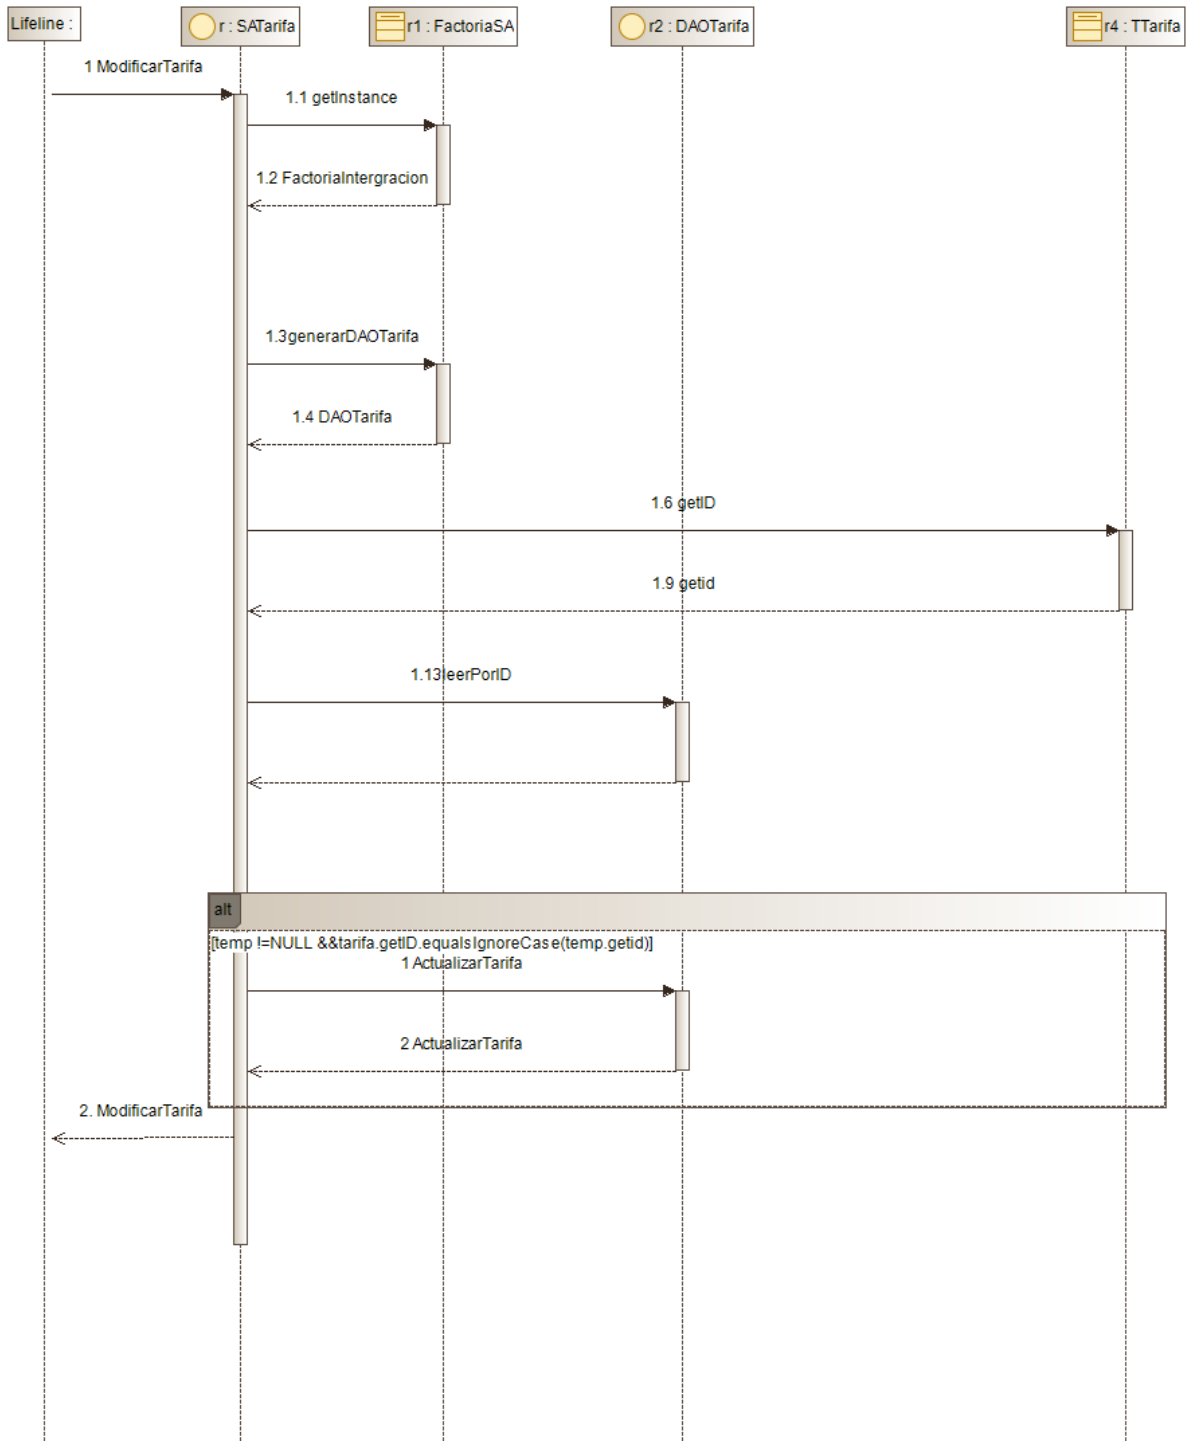 Lifeline :
r : SATarifa
r1 : FactoriaSA
r2 : DAOTarifa
r4 : TTarifa
1 ModificarTarifa
1.1 getInstance
1.2 FactoriaIntergracion
1.3generarDAOTarifa
1.4 DAOTarifa
1.6 getID
1.9 getid
1.13leerPorID
alt
[temp !=NULL &&tarifa.getID.equalsIgnoreCase(temp.getid)]
1 ActualizarTarifa
2 ActualizarTarifa
2. ModificarTarifa